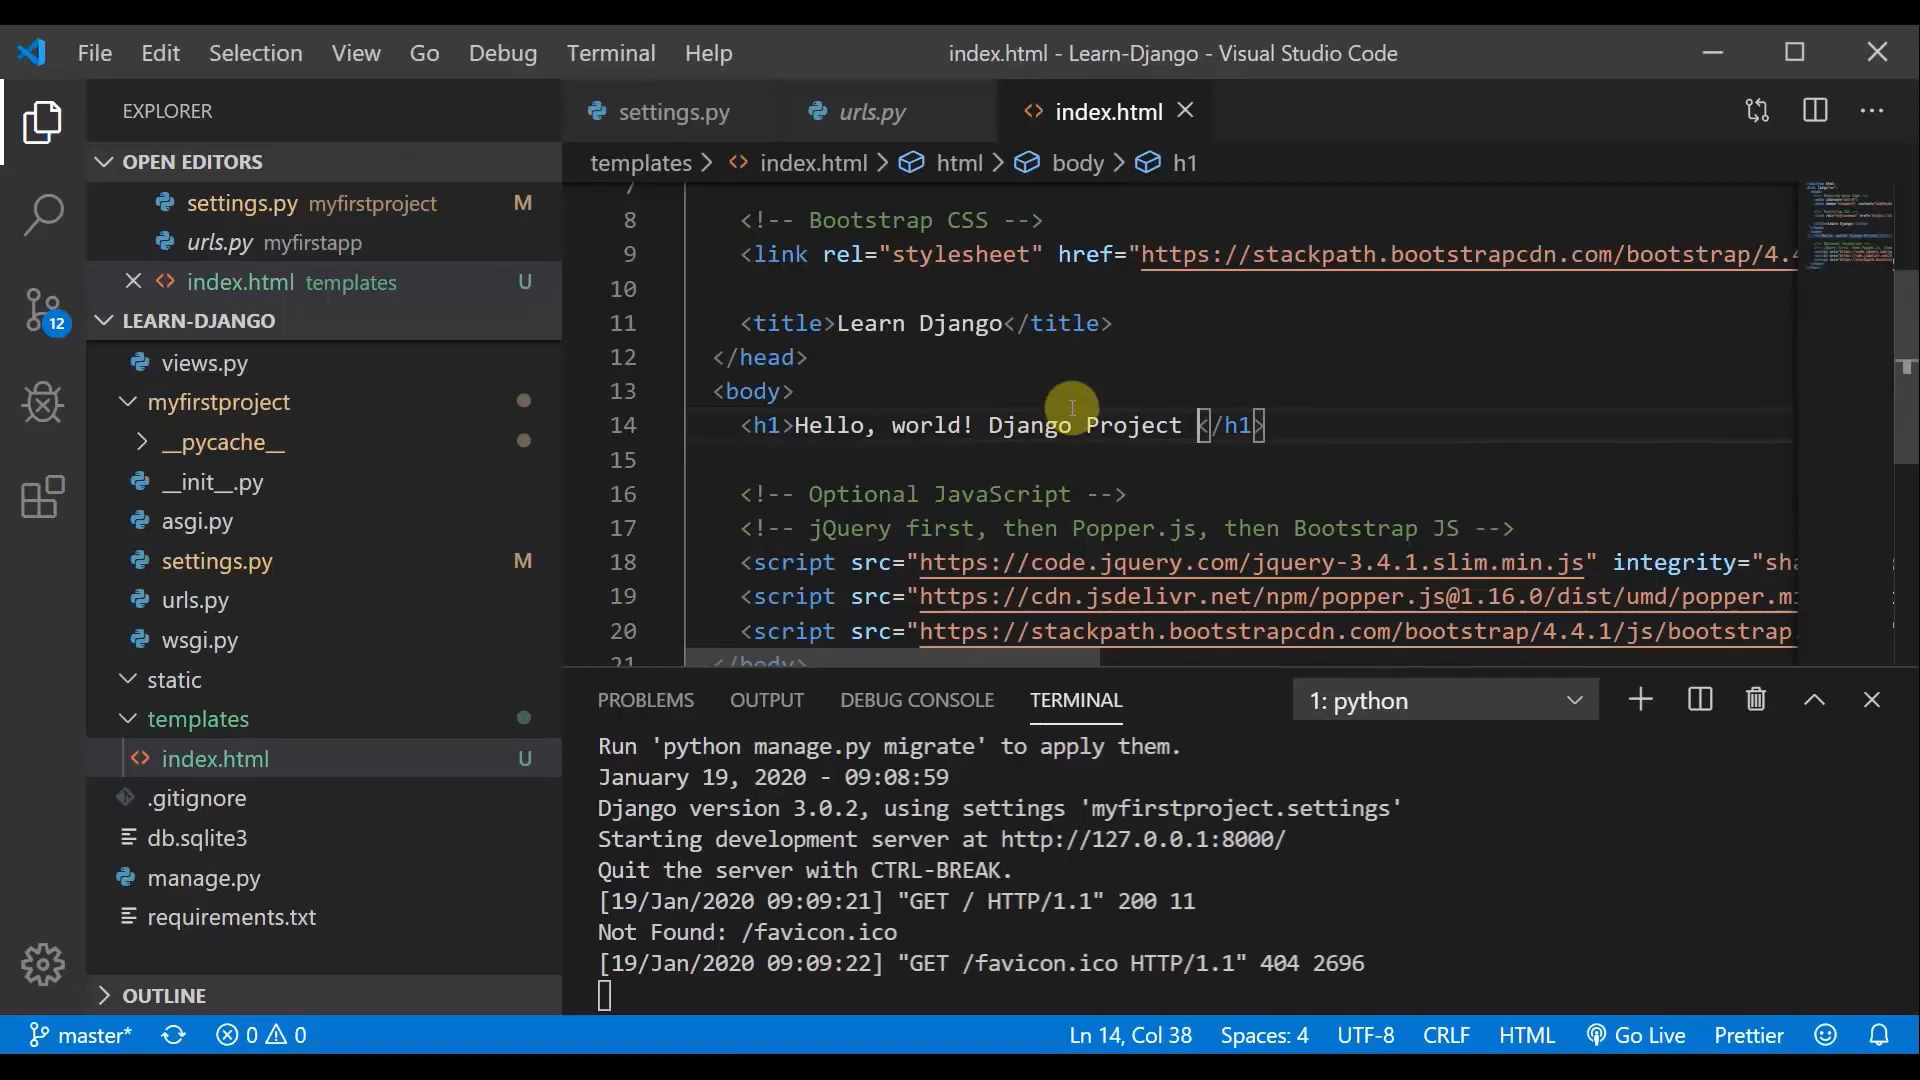 File Edit Selection View Go Debug Terminal Help
index.html - Learn-Django - Visual Studio Code
EXPLORER
OPEN EDITORS
settings.py myfirstproject M
urls.py myfirstapp
index.html templates U
12
LEARN-DJANGO
views.py
myfirstproject
__pycache__
__init__.py
asgi.py
settings.py M
urls.py
wsgi.py
static
templates
index.html U
.gitignore
db.sqlite3
manage.py
requirements.txt
OUTLINE
settings.py urls.py index.html
templates > index.html > html > body > h1
7
8 <!-- Bootstrap CSS -->
9 <link rel="stylesheet" href="https://stackpath.bootstrapcdn.com/bootstrap/4.4
10
11 <title>Learn Django</title>
12 </head>
13 <body>
14 <h1>Hello, world! Django Project </h1>
15
16 <!-- Optional JavaScript -->
17 <!-- jQuery first, then Popper.js, then Bootstrap JS -->
18 <script src="https://code.jquery.com/jquery-3.4.1.slim.min.js" integrity="sha
19 <script src="https://cdn.jsdelivr.net/npm/popper.js@1.16.0/dist/umd/popper.mi
20 <script src="https://stackpath.bootstrapcdn.com/bootstrap/4.4.1/js/bootstrap.
21 </body>
PROBLEMS OUTPUT DEBUG CONSOLE TERMINAL 1: python
Run 'python manage.py migrate' to apply them.
January 19, 2020 - 09:08:59
Django version 3.0.2, using settings 'myfirstproject.settings'
Starting development server at http://127.0.0.1:8000/
Quit the server with CTRL-BREAK.
[19/Jan/2020 09:09:21] "GET / HTTP/1.1" 200 11
Not Found: /favicon.ico
[19/Jan/2020 09:09:22] "GET /favicon.ico HTTP/1.1" 404 2696
master* 0 0 Ln 14, Col 38 Spaces: 4 UTF-8 CRLF HTML Go Live Prettier